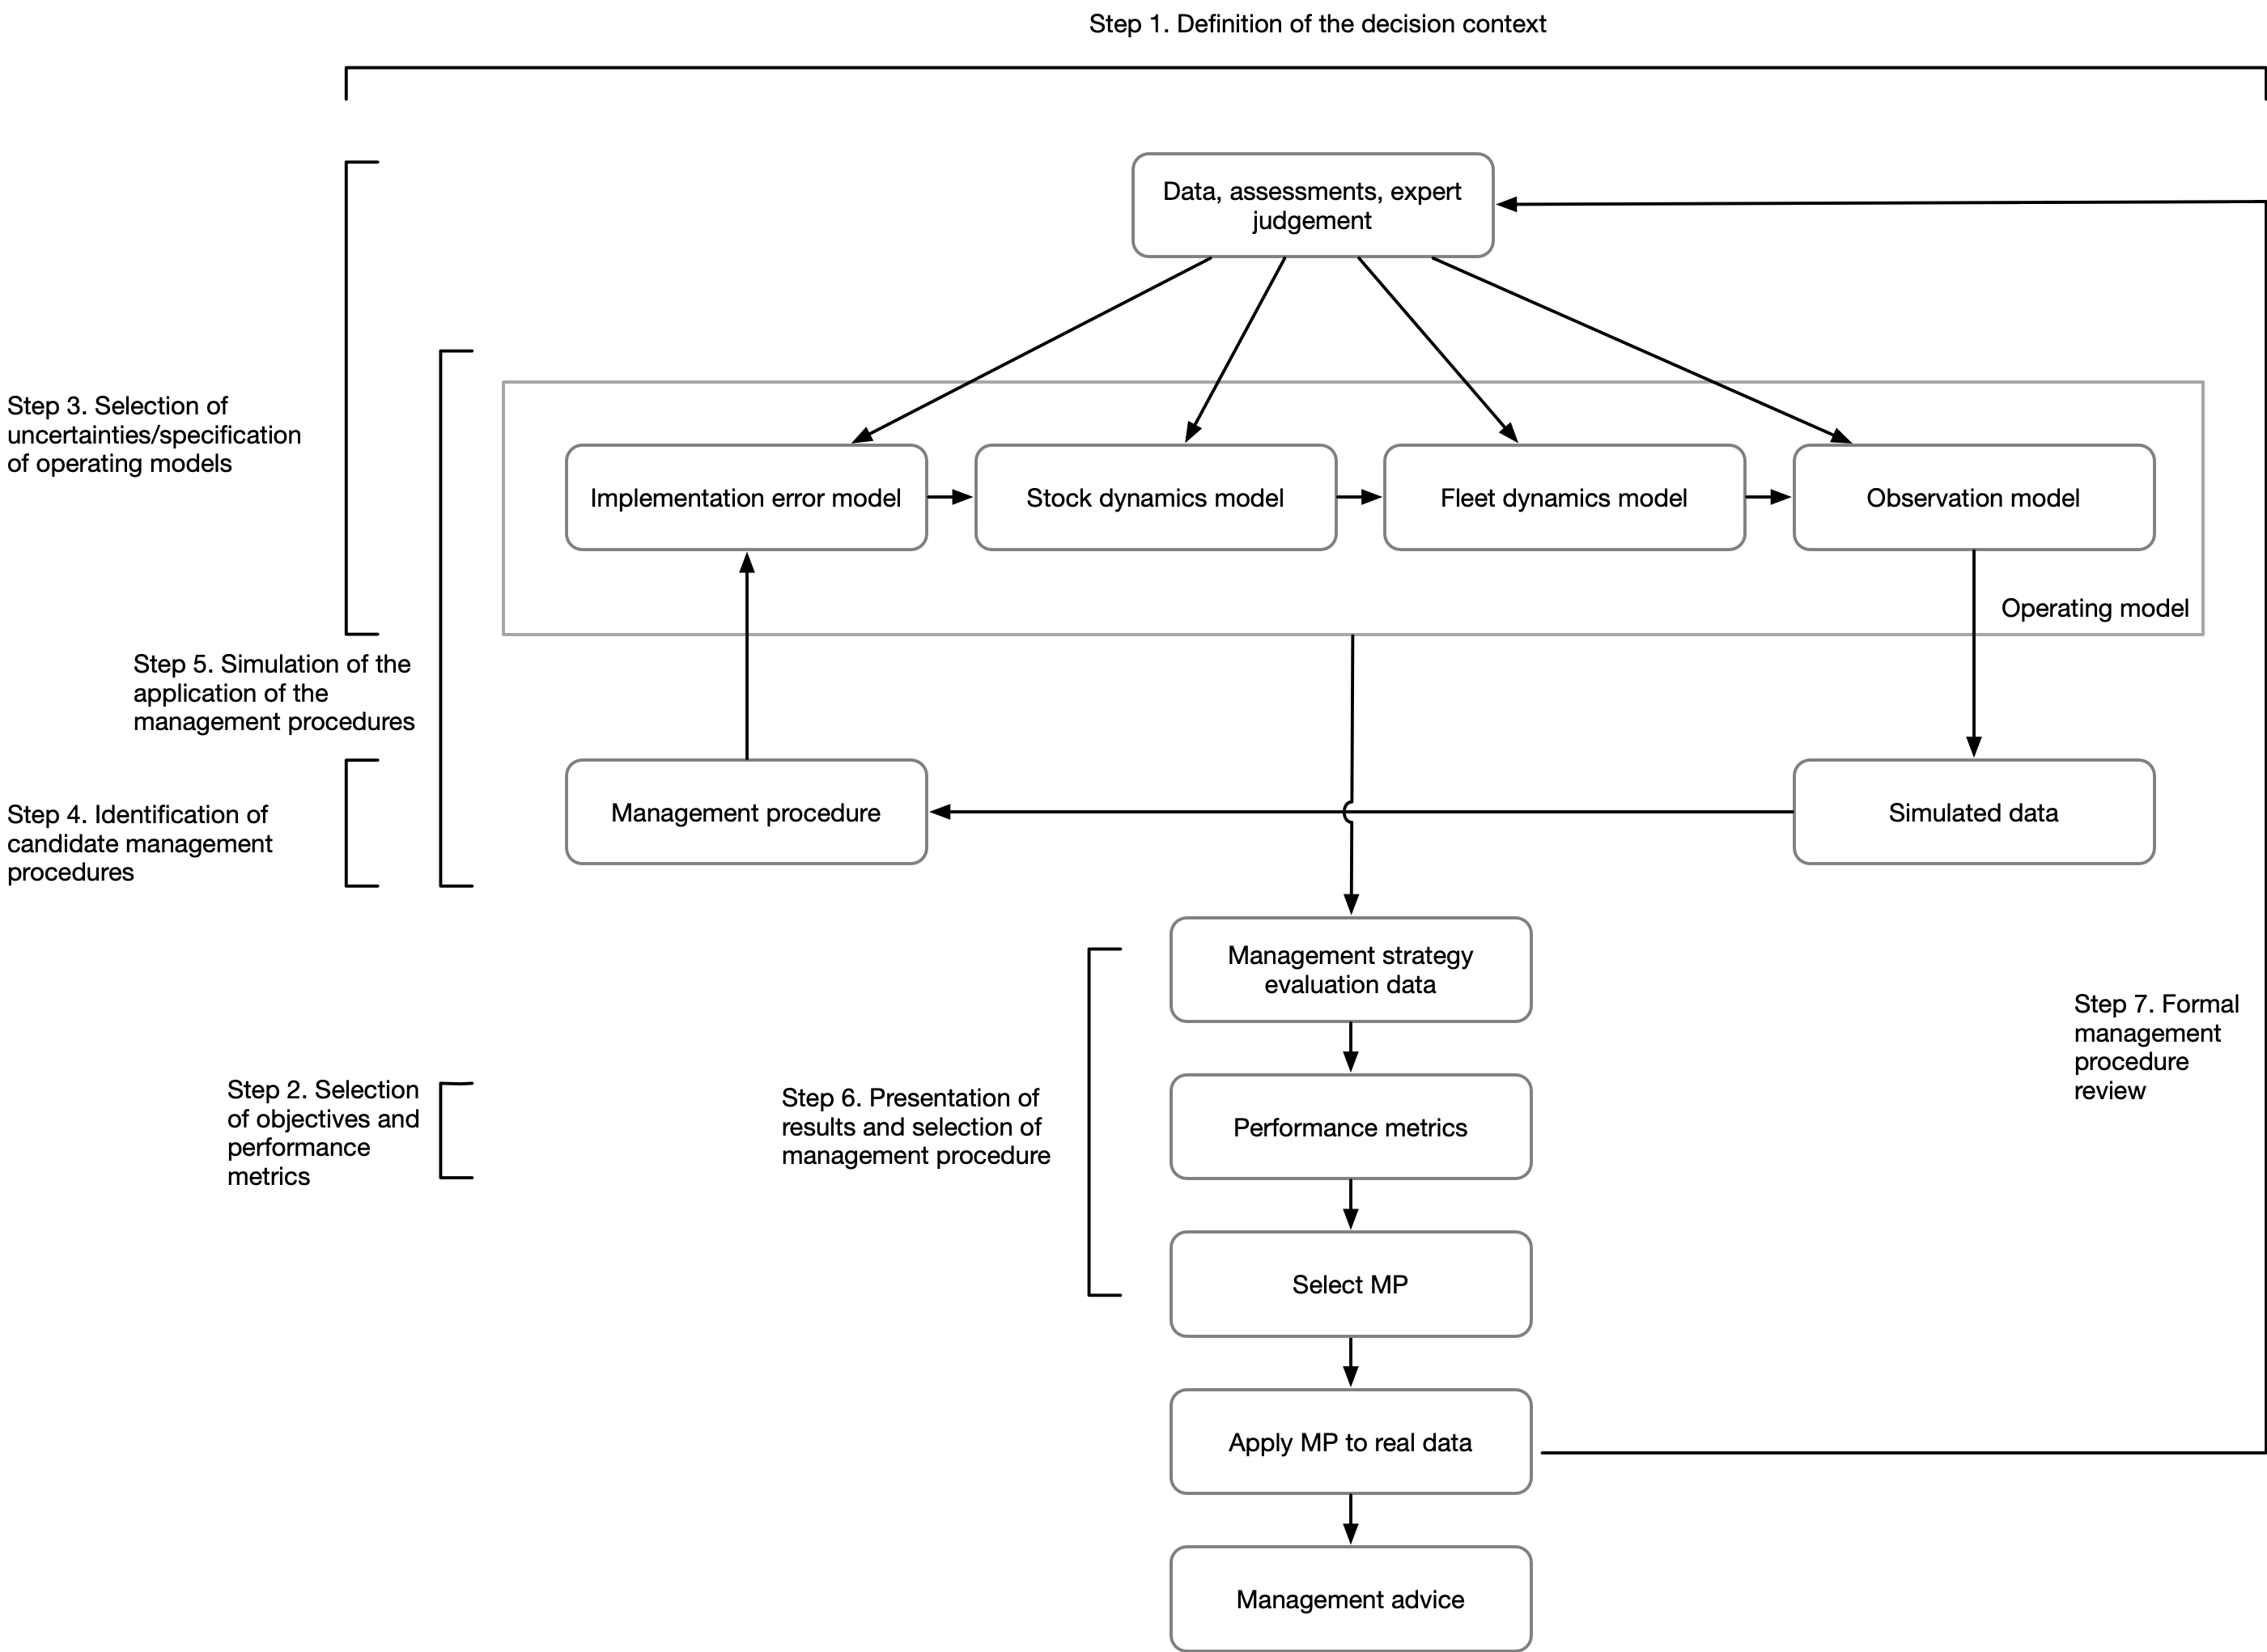 Step 1. Definition of the decision context
Data, assessments, expert
judgement
Step 3. Selection of
uncertainties/specification
of operating models
Implementation error model
Stock dynamics model
Fleet dynamics model
Observation model
Operating model
Step 5. Simulation of the
application of the
management procedures
Step 4. Identification of
candidate management
procedures
Management procedure
Simulated data
Management strategy
evaluation data
Step 7. Formal
management
procedure
review
Step 2. Selection
of objectives and
performance
metrics
Step 6. Presentation of
results and selection of
management procedure
Performance metrics
Select MP
Apply MP to real data
Management advice